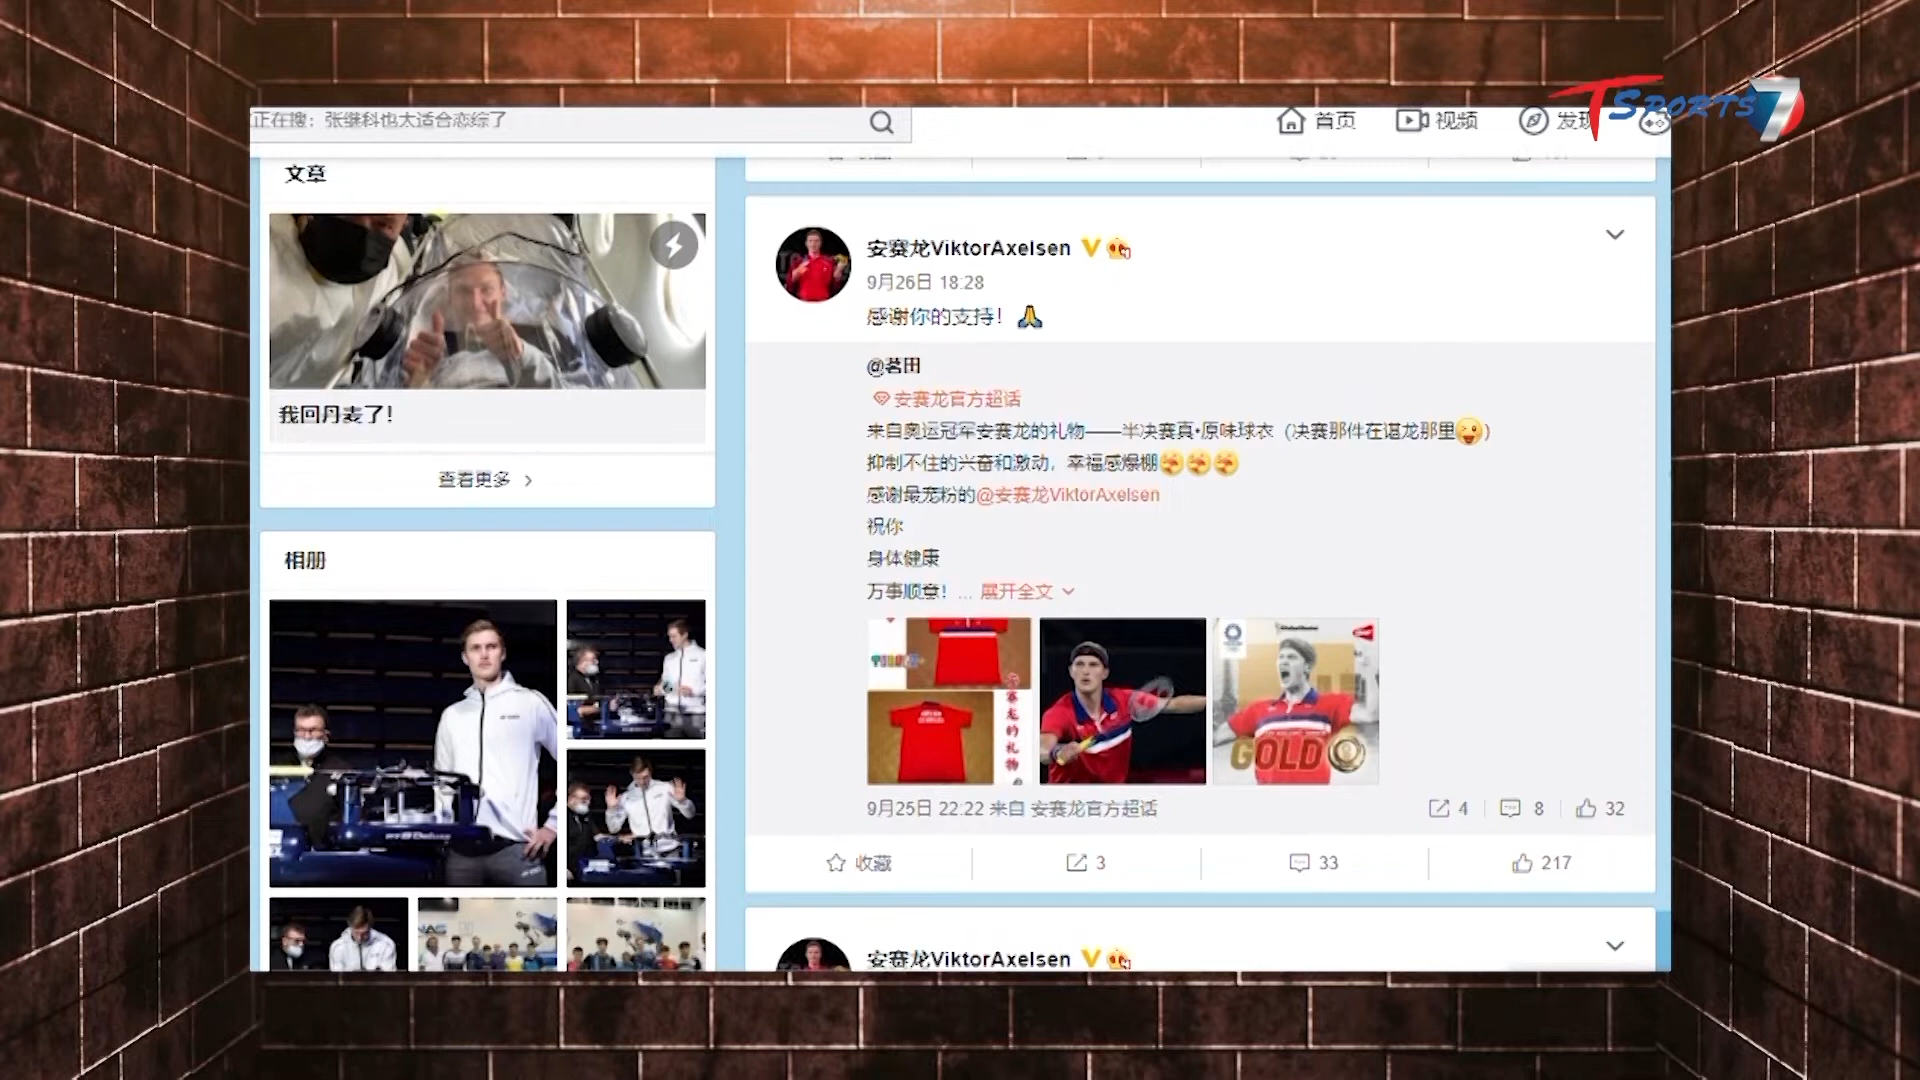 TSPORTS7
正在搜：张继科也太适合恋综了
首页
视频
发现
文章
我回丹麦了！
查看更多
相册
安赛龙ViktorAxelsen
9月26日 18:28
感谢你的支持！
@茗田
安赛龙官方超话
来自奥运冠军安赛龙的礼物——半决赛真•原味球衣（决赛那件在谌龙那里）
抑制不住的兴奋和激动，幸福感爆棚
感谢最宠粉的@安赛龙ViktorAxelsen
祝你
身体健康
万事顺意！... 展开全文
安赛龙的礼物
GOLD
9月25日 22:22 来自 安赛龙官方超话
4
8
32
收藏
3
33
217
安赛龙ViktorAxelsen